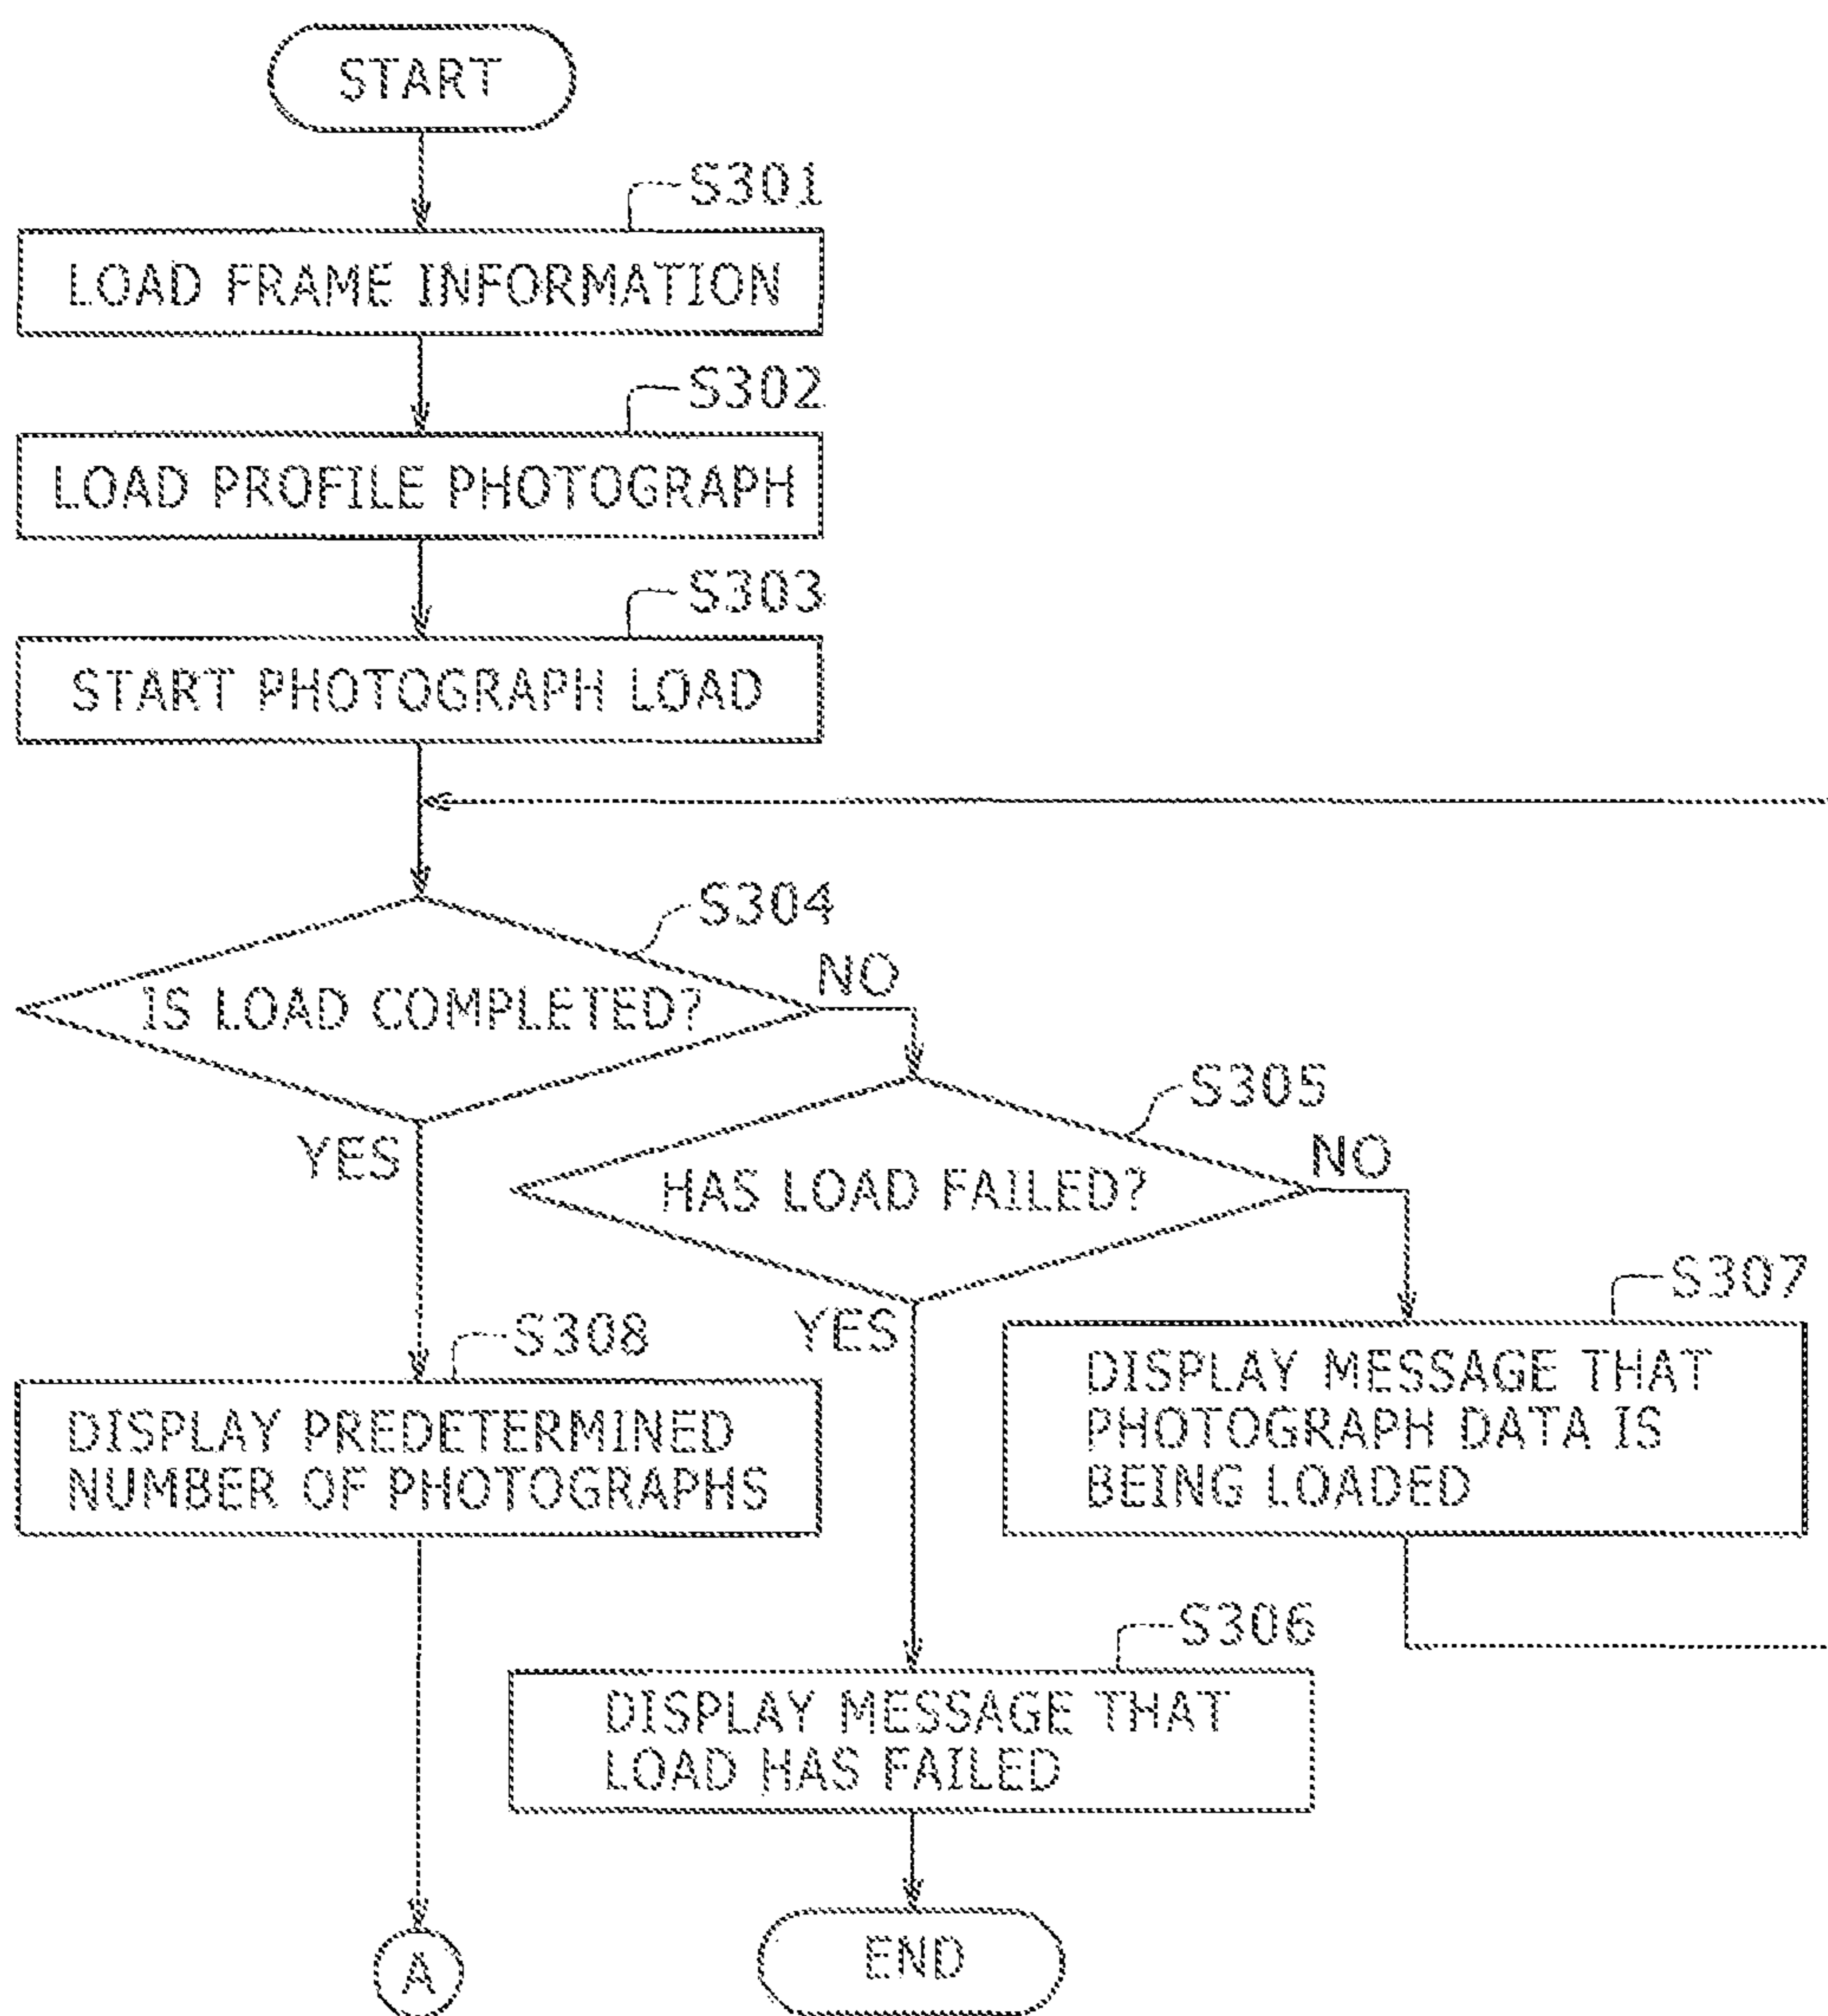 START
S301
LOAD FRAME INFORMATION
S302
LOAD PROFILE PHOTOGRAPH
S303
START PHOTOGRAPH LOAD
S304
NO
IS LOAD COMPLETED?
YES
S305
NO
HAS LOAD FAILED?
YES
S307
DISPLAY MESSAGE THAT
PHOTOGRAPH DATA IS
BEING LOADED
S308
DISPLAY PREDETERMINED
NUMBER OF PHOTOGRAPHS
S306
DISPLAY MESSAGE THAT
LOAD HAS FAILED
A
END